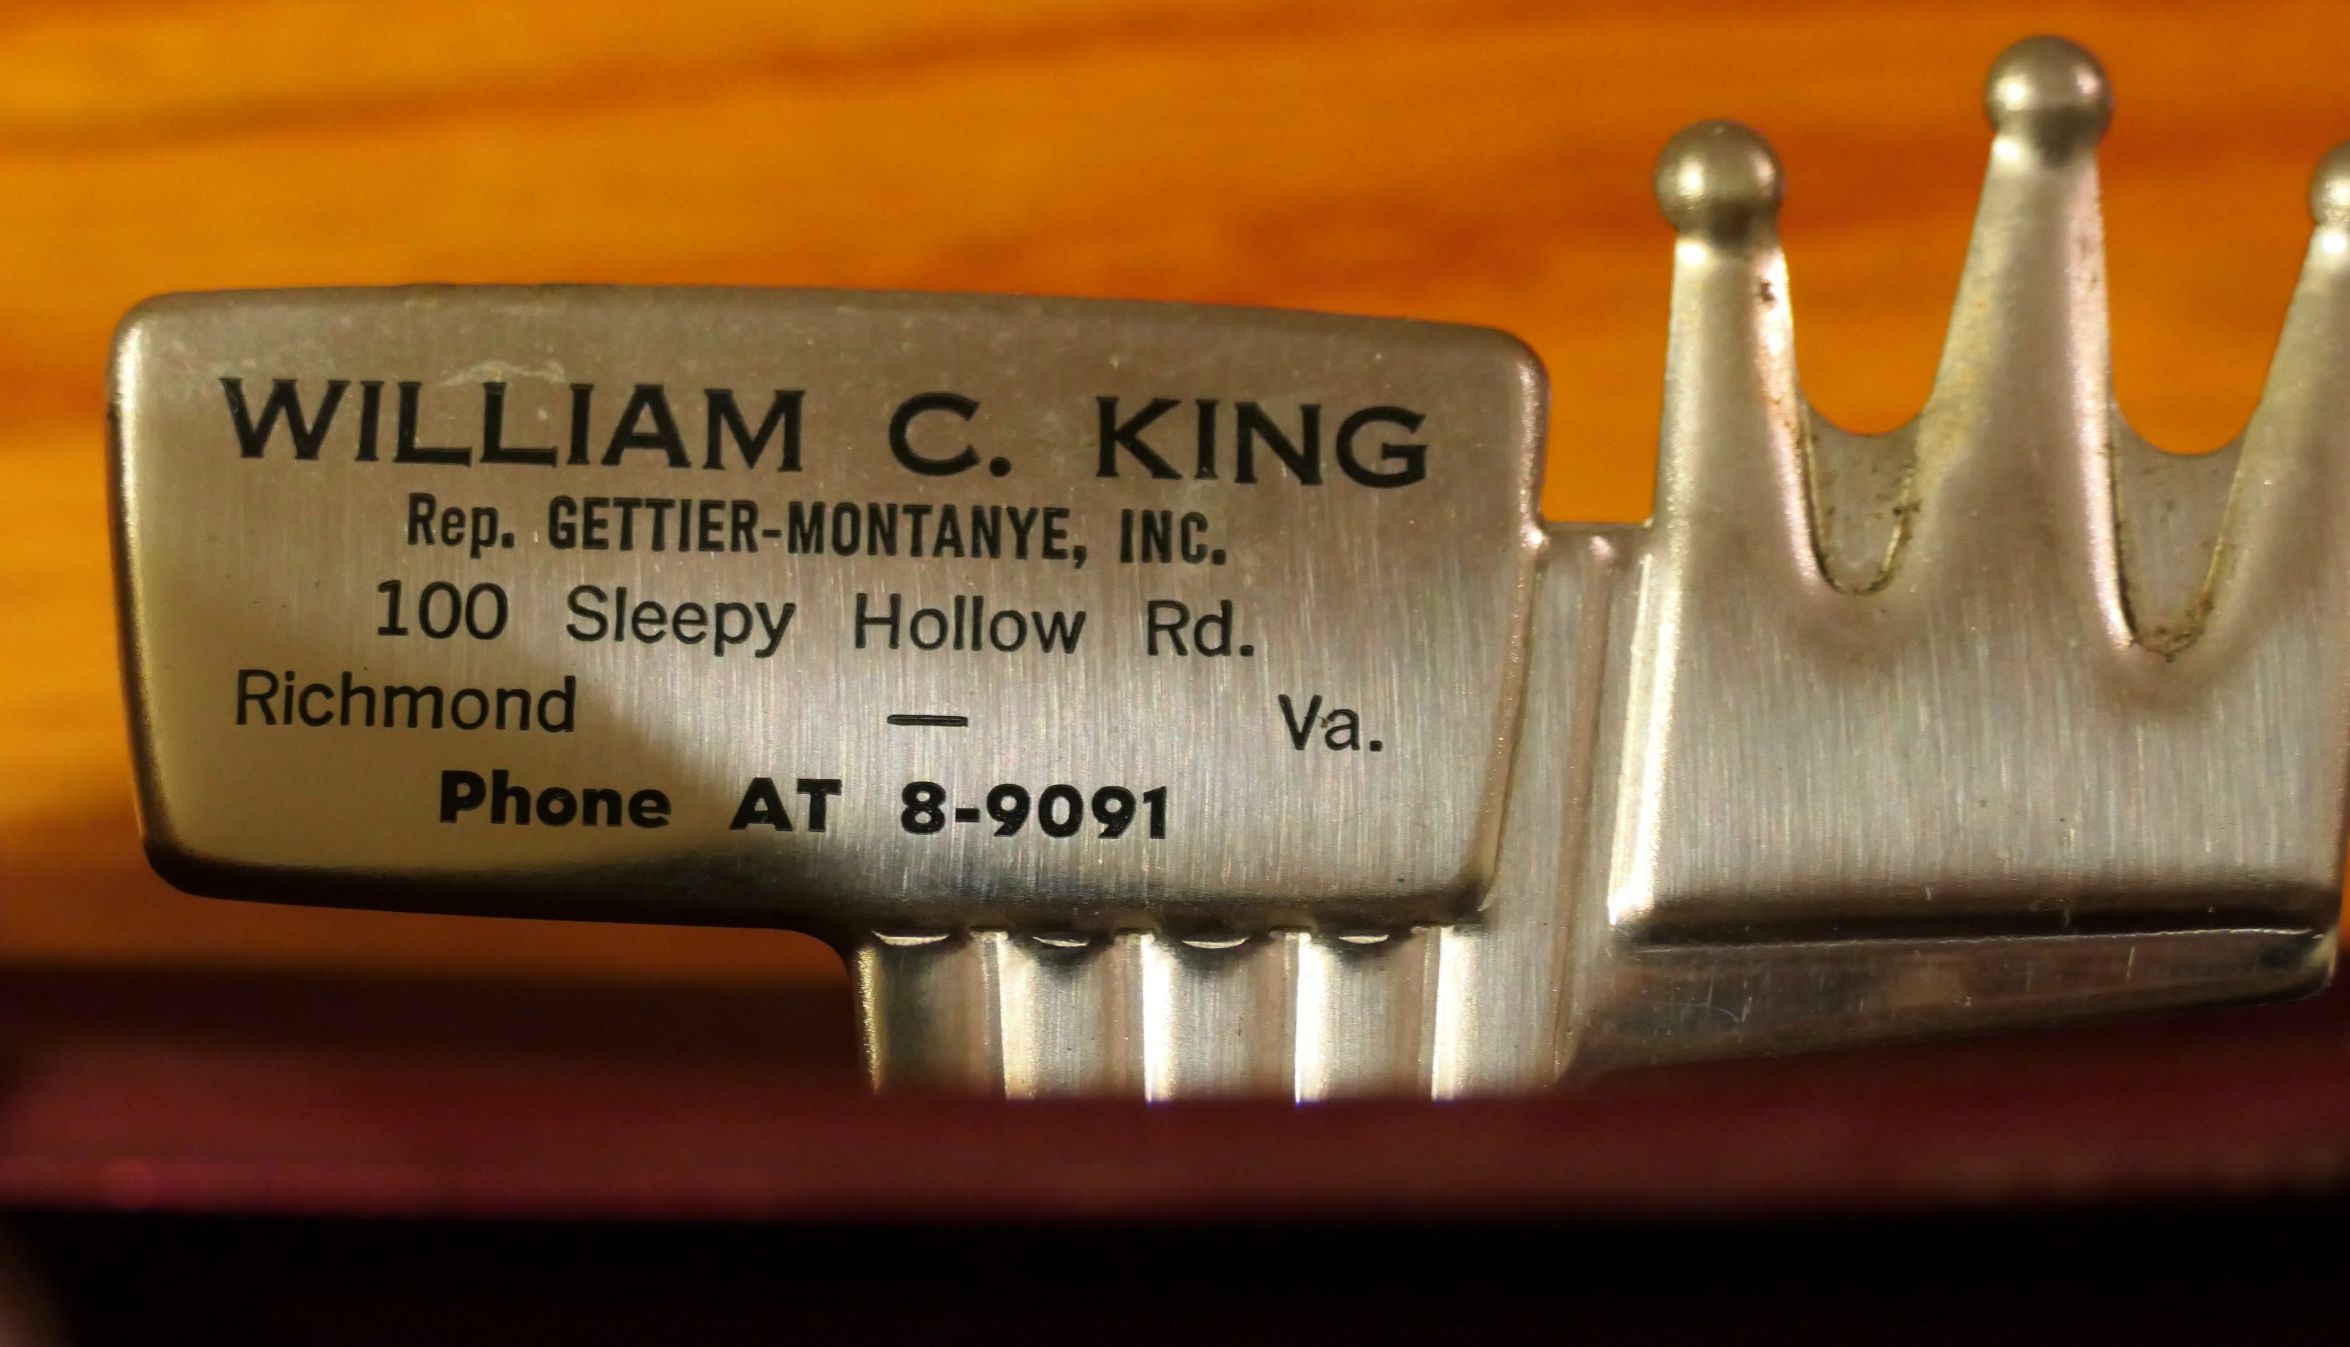 WILLIAM C. KING
Rep. GETTIER-MONTANYE, INC.
100 Sleepy Hollow Rd.
Richmond — Va.
Phone AT 8-9091